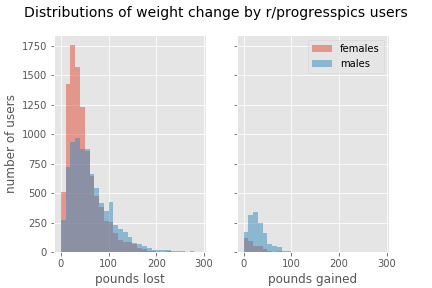 Distributions of weight change by r/progresspics users
females
males
number of users
1750
1500
1250
1000
750
500
250
0
0 100 200 300
0 100 200 300
pounds lost
pounds gained